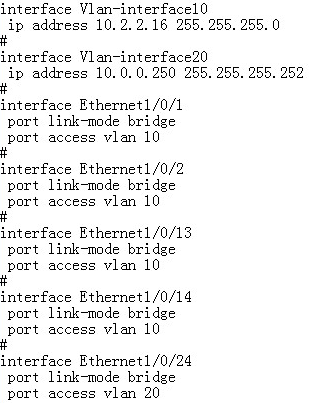 interface Vlan-interface10
 ip address 10.2.2.16 255.255.255.0
#
interface Vlan-interface20
 ip address 10.0.0.250 255.255.255.252
#
interface Ethernet1/0/1
 port link-mode bridge
 port access vlan 10
#
interface Ethernet1/0/2
 port link-mode bridge
 port access vlan 10
#
interface Ethernet1/0/13
 port link-mode bridge
 port access vlan 10
#
interface Ethernet1/0/14
 port link-mode bridge
 port access vlan 10
#
interface Ethernet1/0/24
 port link-mode bridge
 port access vlan 20